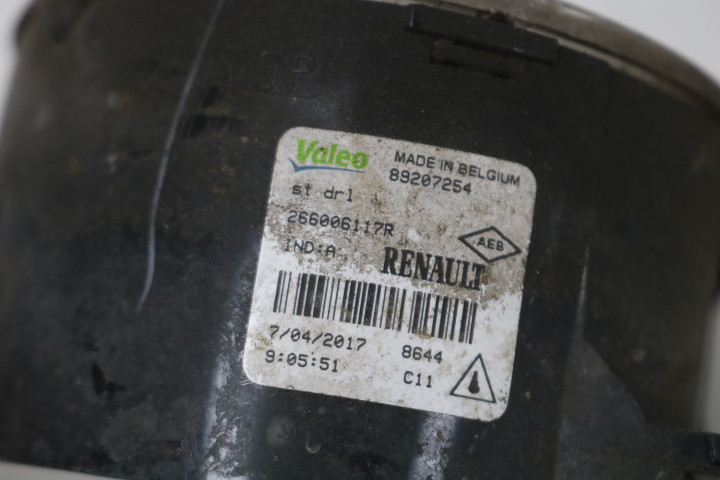 Valeo
MADE IN BELGIUM
89207254
st drl
266006117R
IND:A
AEB
RENAULT
7/04/2017
8644
9:05:51
C11